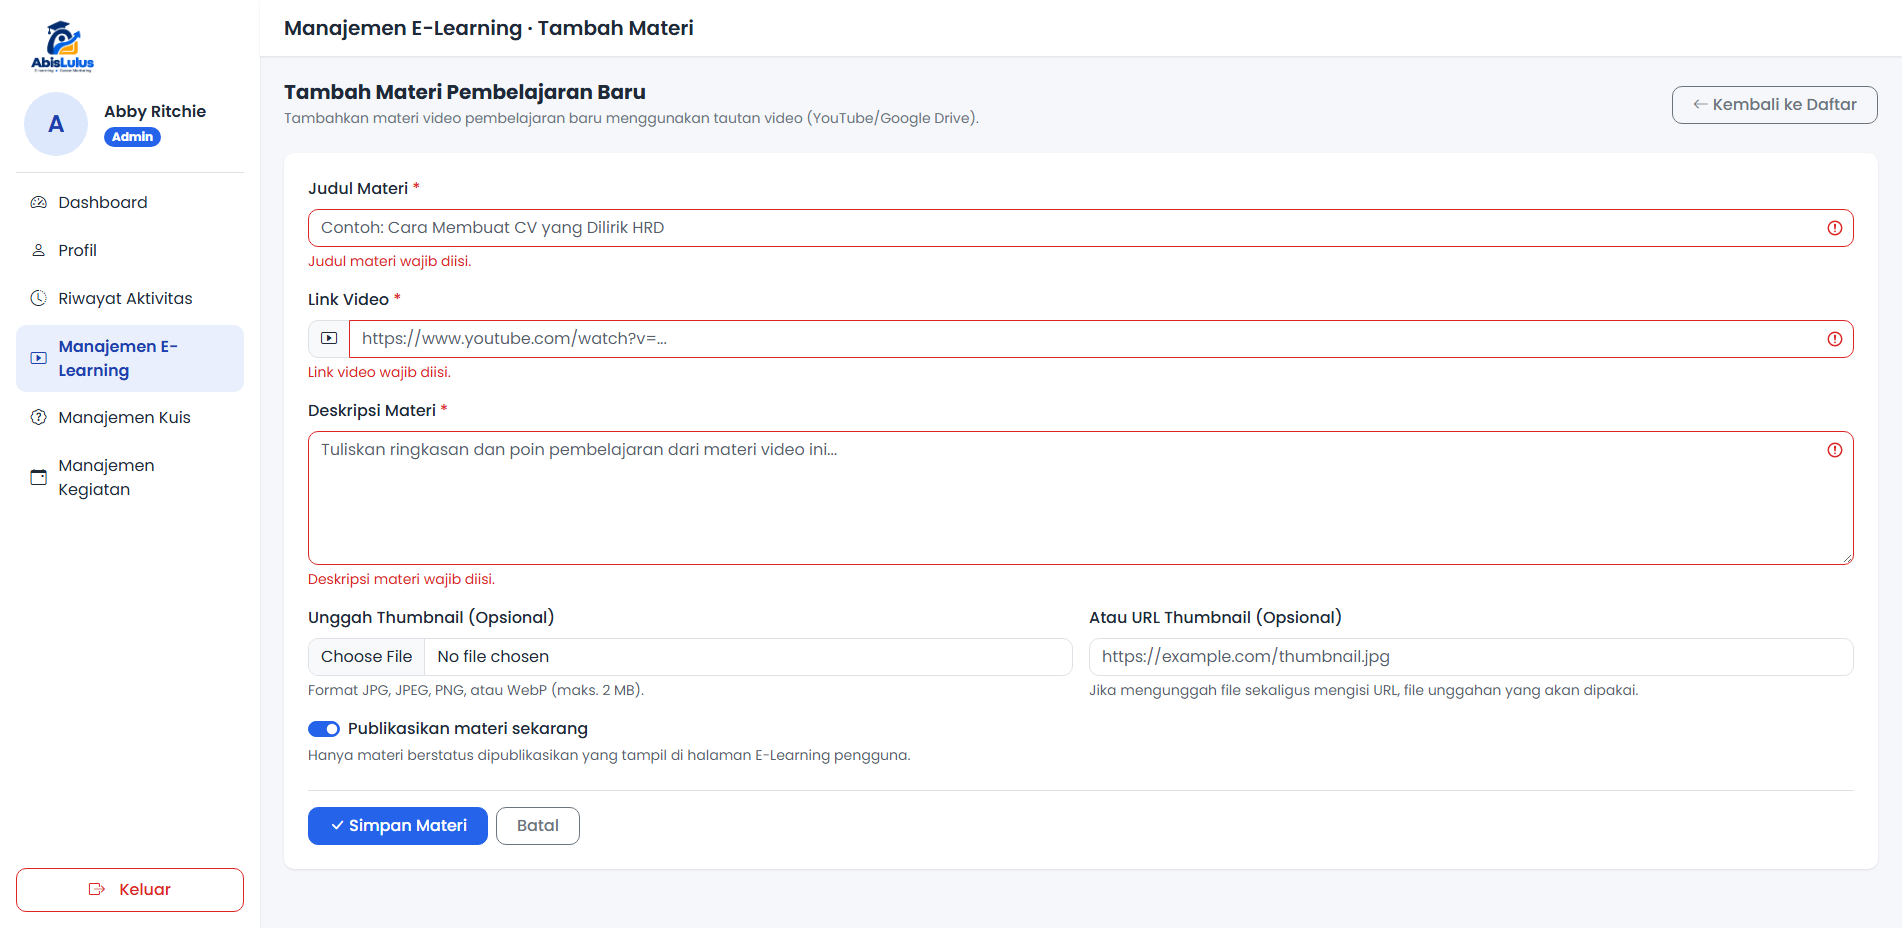 AbisLulus
Manajemen E-Learning · Tambah Materi
A
Abby Ritchie
Admin
Dashboard
Profil
Riwayat Aktivitas
Manajemen E-
Learning
Manajemen Kuis
Manajemen
Kegiatan
Keluar
Tambah Materi Pembelajaran Baru
Tambahkan materi video pembelajaran baru menggunakan tautan video (YouTube/Google Drive).
← Kembali ke Daftar
Judul Materi *
Contoh: Cara Membuat CV yang Dilirik HRD
Judul materi wajib diisi.
Link Video *
https://www.youtube.com/watch?v=...
Link video wajib diisi.
Deskripsi Materi *
Tuliskan ringkasan dan poin pembelajaran dari materi video ini...
Deskripsi materi wajib diisi.
Unggah Thumbnail (Opsional)
Choose File No file chosen
Format JPG, JPEG, PNG, atau WebP (maks. 2 MB).
Atau URL Thumbnail (Opsional)
https://example.com/thumbnail.jpg
Jika mengunggah file sekaligus mengisi URL, file unggahan yang akan dipakai.
Publikasikan materi sekarang
Hanya materi berstatus dipublikasikan yang tampil di halaman E-Learning pengguna.
Simpan Materi
Batal